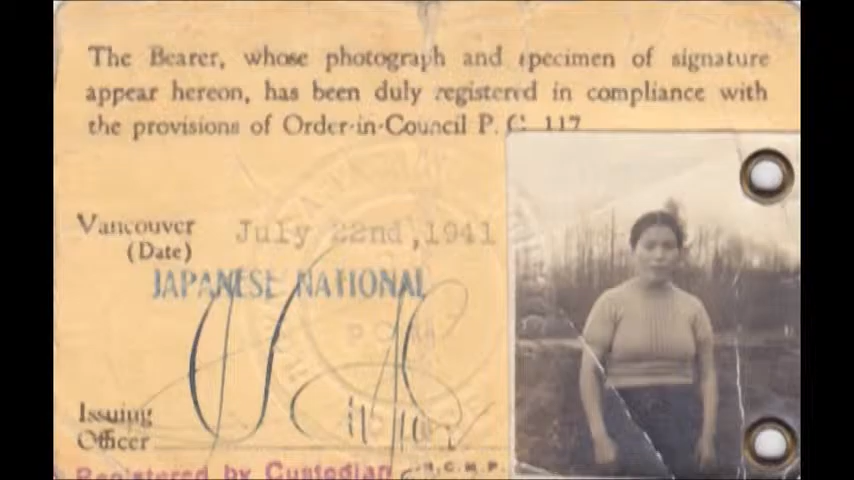 The Bearer, whose photograph and specimen of signature
appear hereon, has been duly registered in compliance with
the provisions of Order-in-Council P. C. 117
Vancouver July 22nd, 1941
(Date)
JAPANESE NATIONAL
Issuing
Officer
Registered by Custodian R.C.M.P.